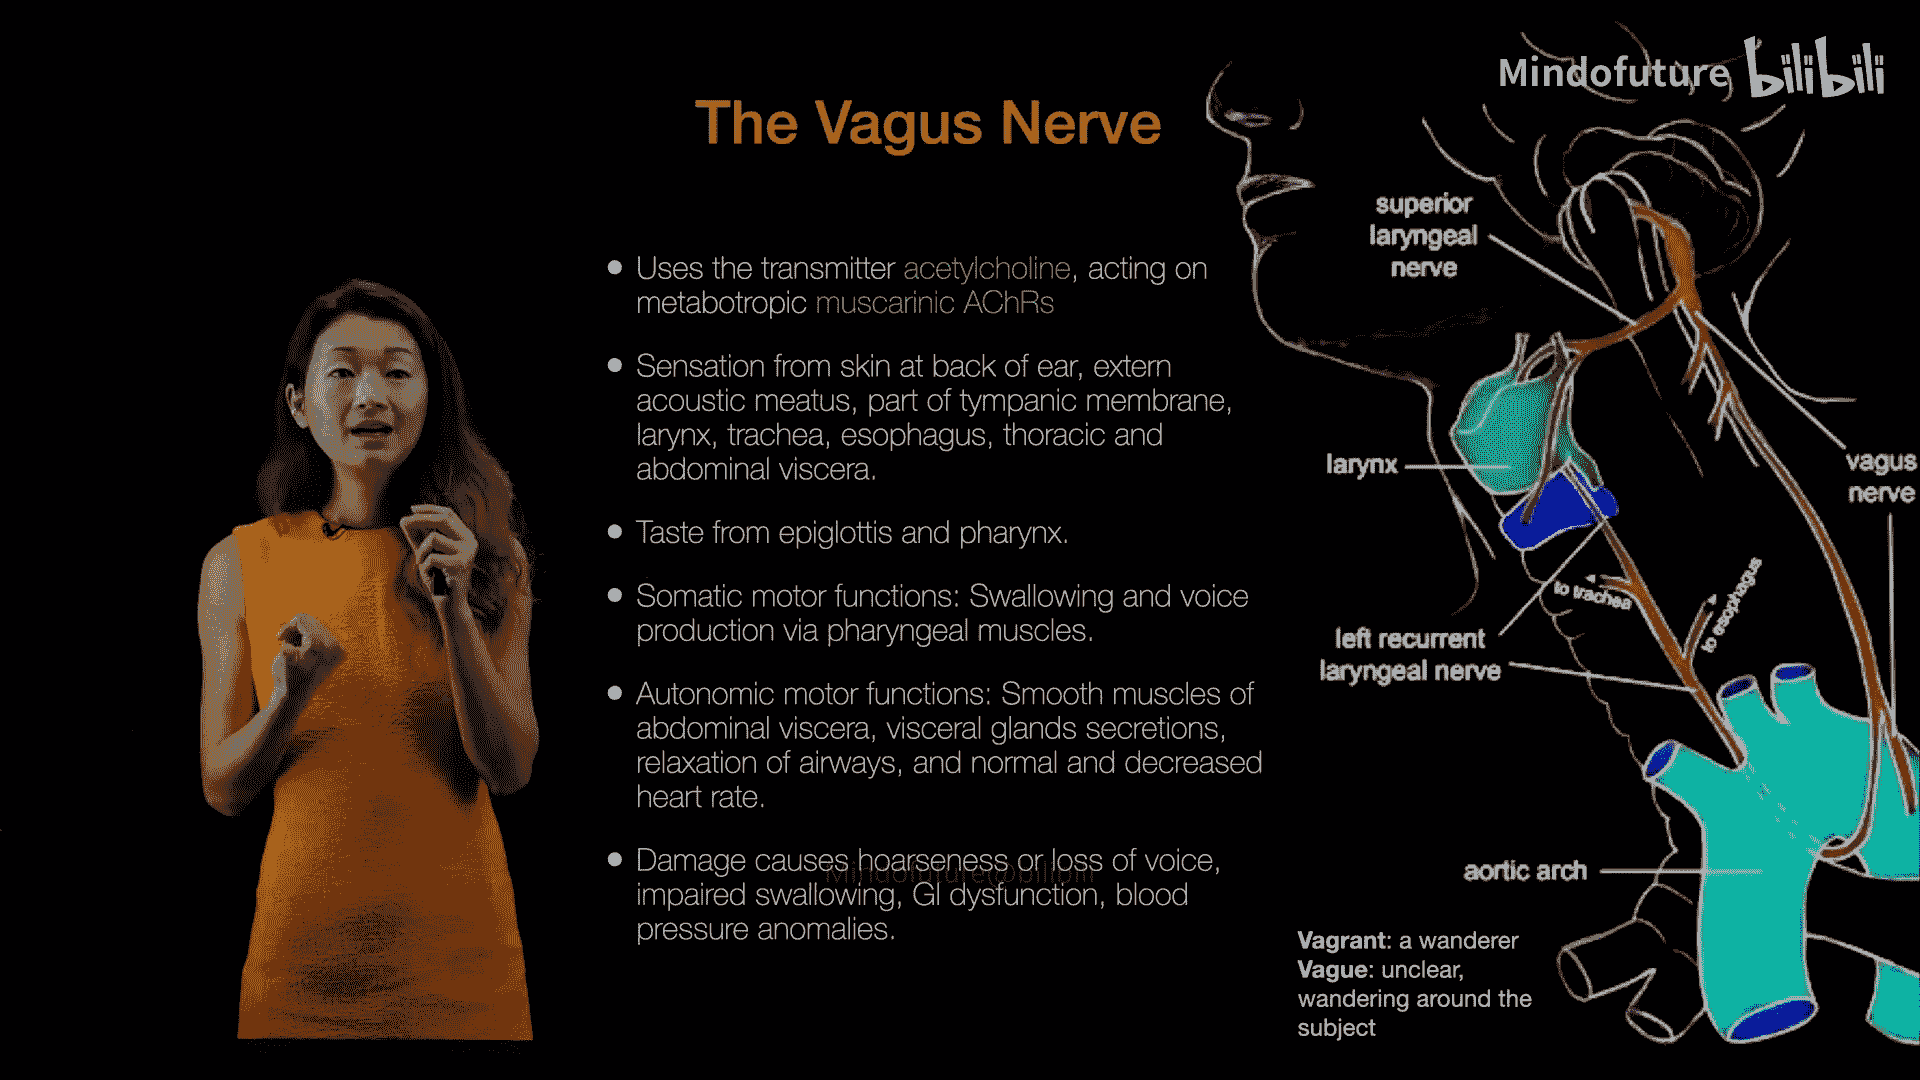 Mindofuture bilibili
The Vagus Nerve
Uses the transmitter acetylcholine, acting on
metabotropic muscarinic AChRs
Sensation from skin at back of ear, extern
acoustic meatus, part of tympanic membrane,
larynx, trachea, esophagus, thoracic and
abdominal viscera.
Taste from epiglottis and pharynx.
Somatic motor functions: Swallowing and voice
production via pharyngeal muscles.
Autonomic motor functions: Smooth muscles of
abdominal viscera, visceral glands secretions,
relaxation of airways, and normal and decreased
heart rate.
Damage causes hoarseness or loss of voice,
impaired swallowing, GI dysfunction, blood
pressure anomalies.
Mindofuture@bilibili
superior
laryngeal
nerve
larynx
vagus
nerve
to trachea
to esophagus
left recurrent
laryngeal nerve
aortic arch
Vagrant: a wanderer
Vague: unclear,
wandering around the
subject